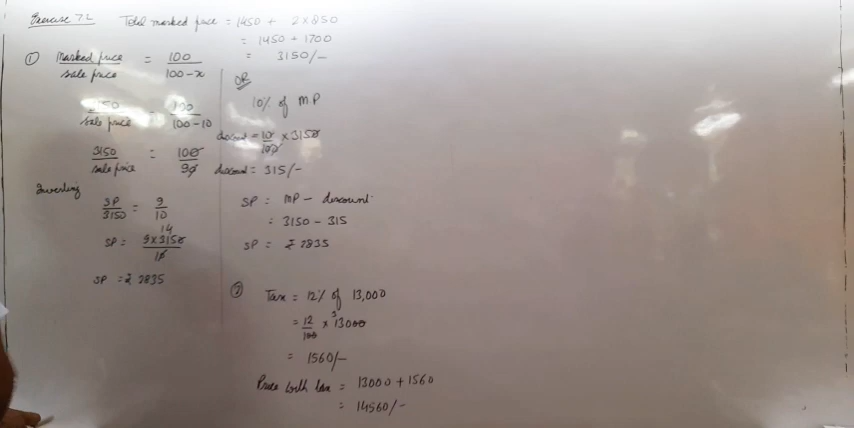 Exercise 7.2
Total marked price = 1450 + 2 x 850
= 1450 + 1700
= 3150/-
① Marked price / sale price = 100 / 100-x
3150 / sale price = 100 / 100-10
3150 / sale price = 100 / 90
Inverting
SP / 3150 = 9 / 10
SP = 9 x 3150 / 10
SP = ₹ 2835
OR
10% of MP
discount = 10 / 100 x 3150
discount = 315/-
SP = MP - discount
= 3150 - 315
SP = ₹ 2835
② Tax = 12% of 13,000
= 12 / 100 x 13000
= 1560/-
Price with tax = 13000 + 1560
= 14560/-